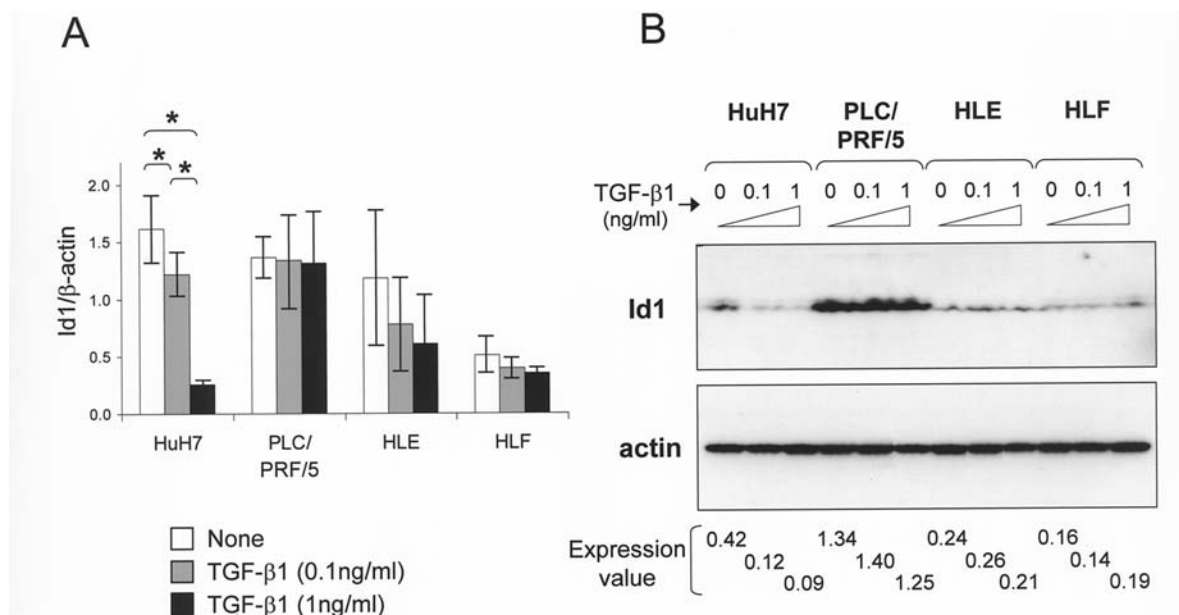 A
*
* *
2.0
1.5
1.0
0.5
0.0
Id1/β-actin
HuH7 PLC/ HLE HLF
PRF/5
None
TGF-β1 (0.1ng/ml)
TGF-β1 (1ng/ml)
B
HuH7 PLC/ HLE HLF
PRF/5
TGF-β1 0 0.1 1 0 0.1 1 0 0.1 1 0 0.1 1
(ng/ml)
Id1
actin
Expression
value
0.42 1.34 0.24 0.16
0.12 1.40 0.26 0.14
0.09 1.25 0.21 0.19